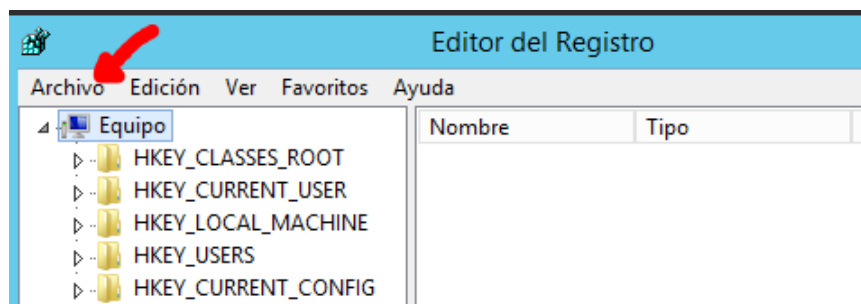 Editor del Registro
Archivo Edición Ver Favoritos Ayuda
Equipo
Nombre Tipo
HKEY_CLASSES_ROOT
HKEY_CURRENT_USER
HKEY_LOCAL_MACHINE
HKEY_USERS
HKEY_CURRENT_CONFIG